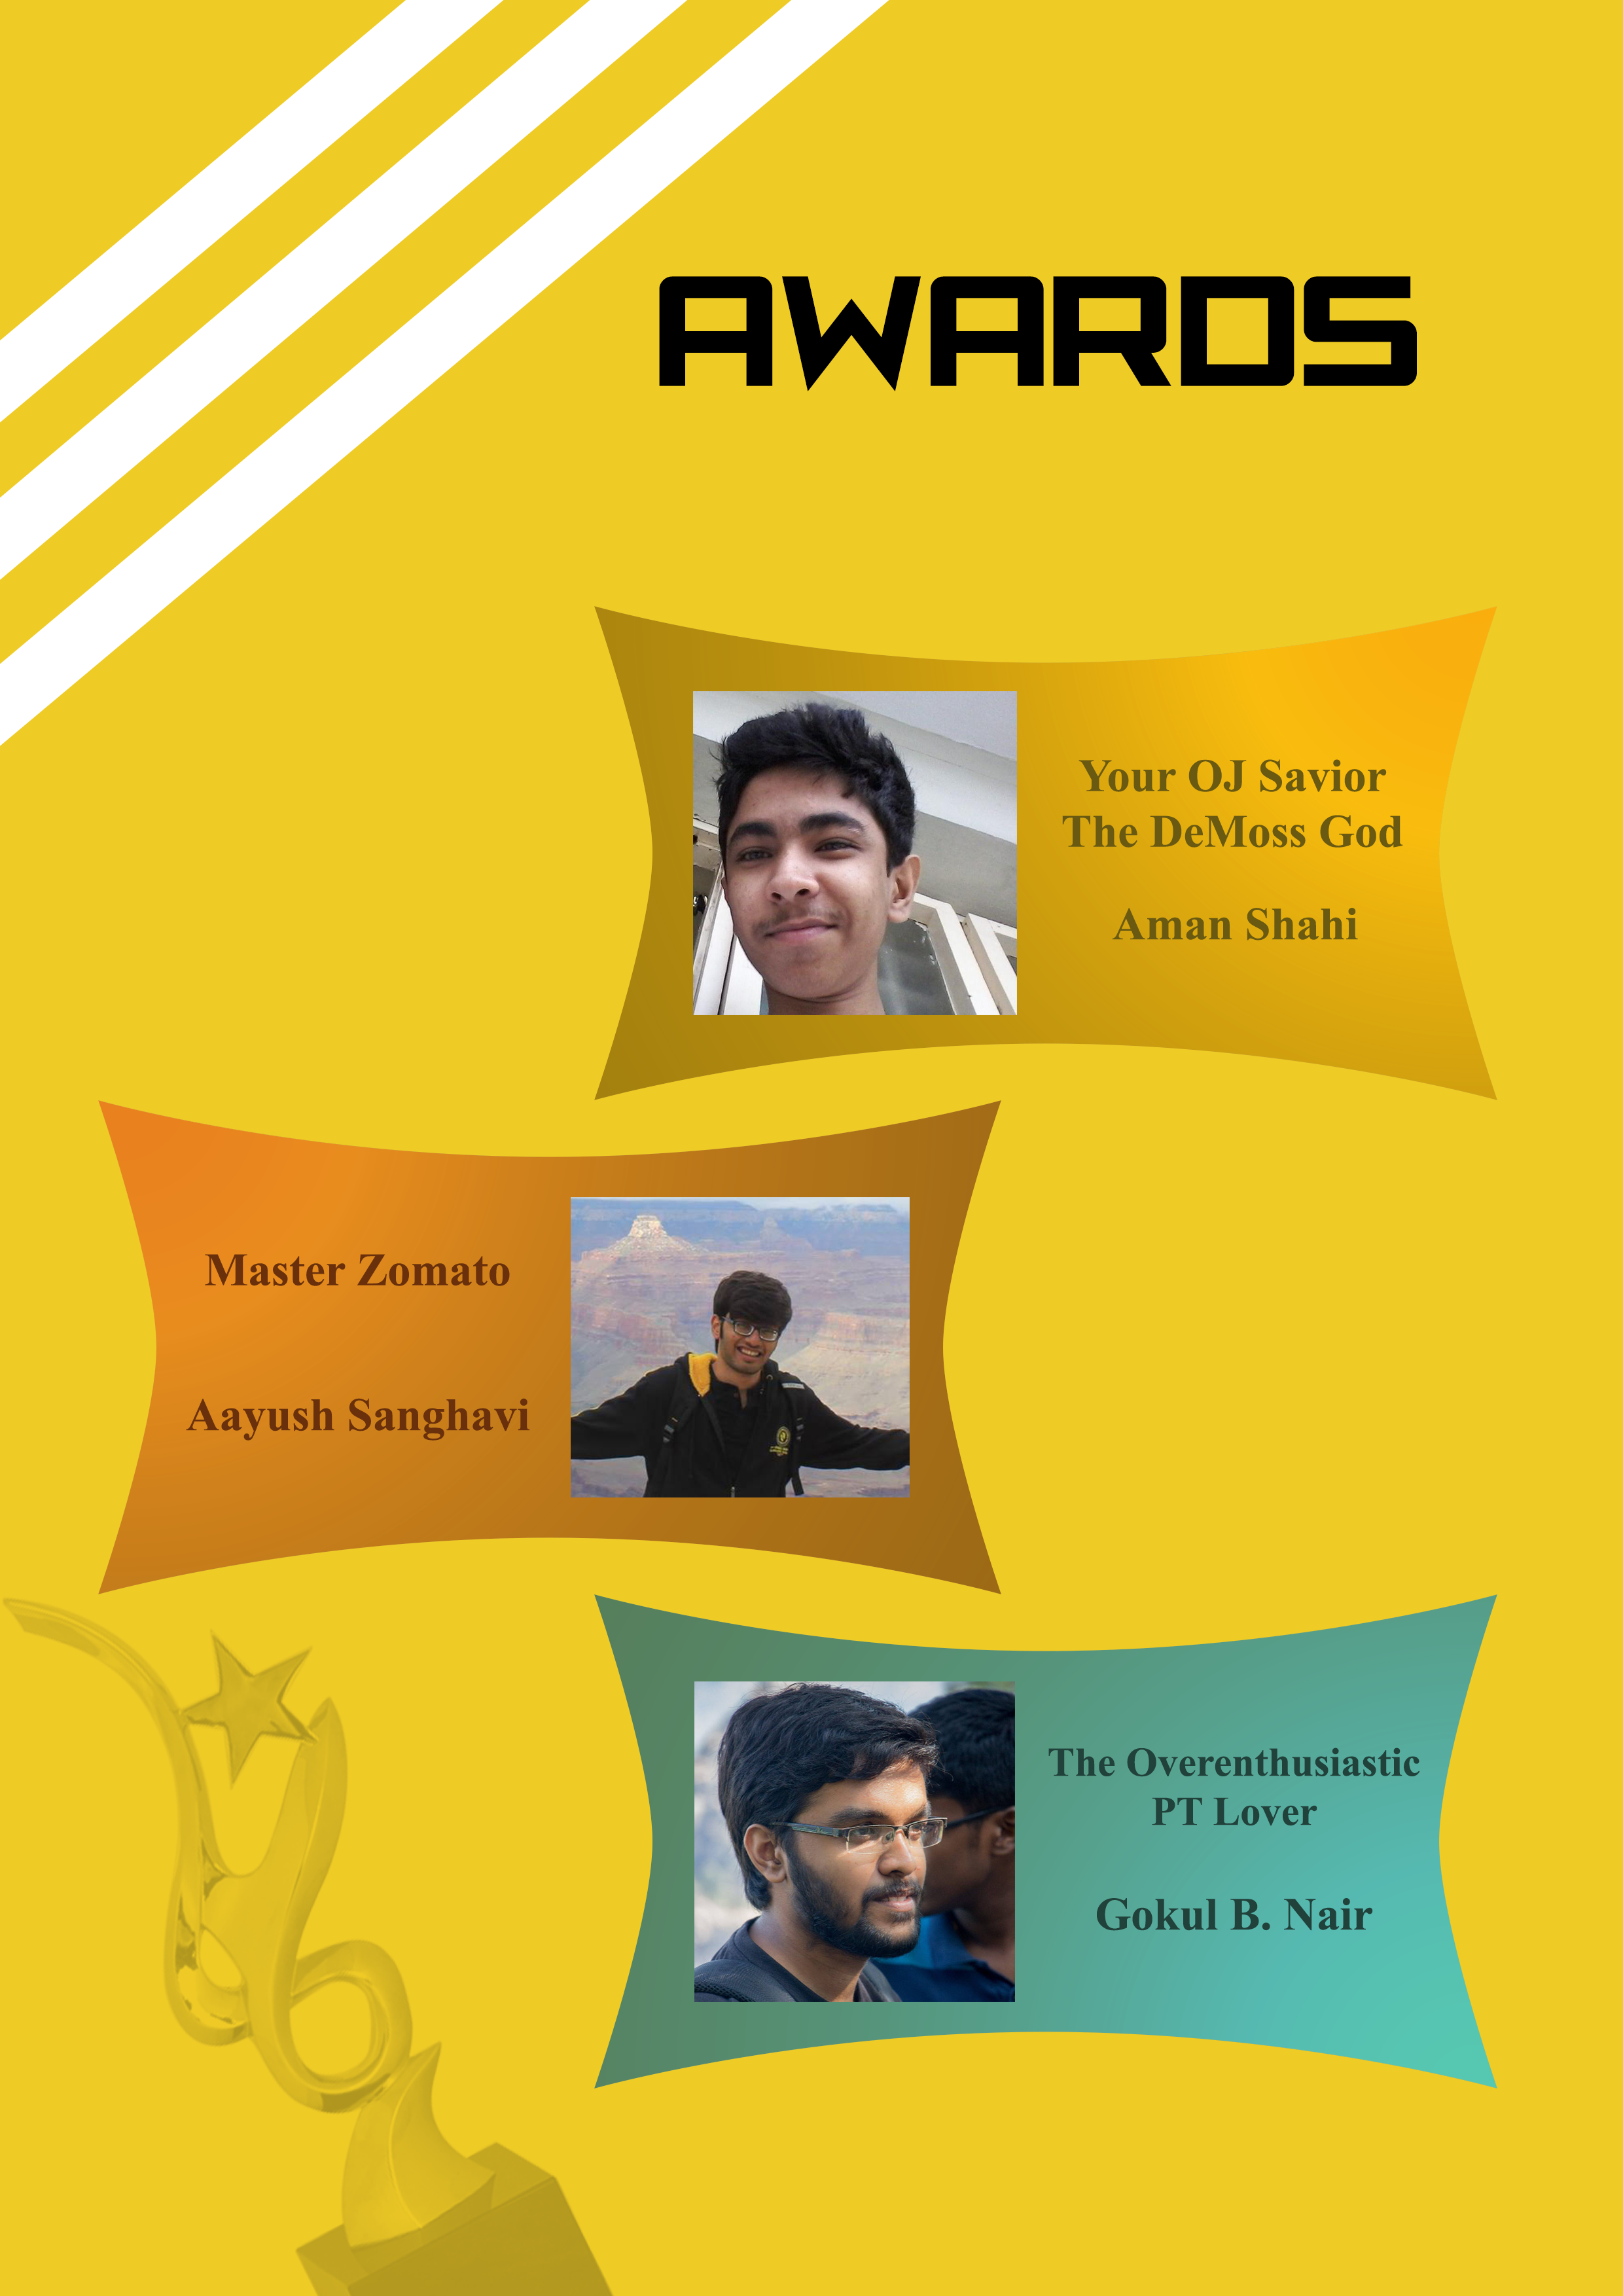 AWARDS
Your OJ Savior
The DeMoss God
Aman Shahi
Master Zomato
Aayush Sanghavi
The Overenthusiastic
PT Lover
Gokul B. Nair